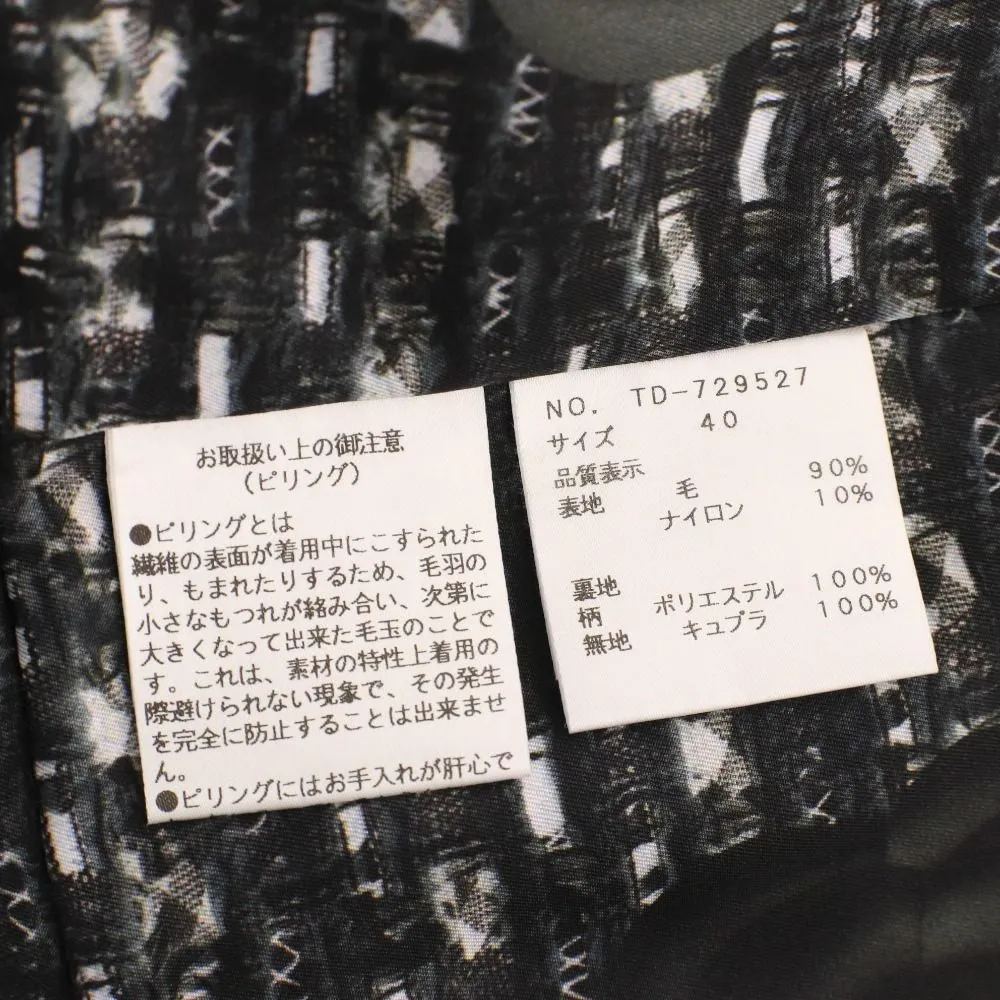 お取扱い上の御注意
(ピリング)
●ピリングとは
繊維の表面が着用中にこすられた
り、もまれたりするため、毛羽の
小さなもつれが絡み合い、次第に
大きくなって出来た毛玉のことで
す。これは、素材の特性上着用の
際避けられない現象で、その発生
を完全に防止することは出来ませ
ん。
●ピリングにはお手入れが肝心で
NO. TD-729527
サイズ 40
品質表示
表地 毛 90%
ナイロン 10%
裏地
柄 ポリエステル 100%
無地 キュプラ 100%